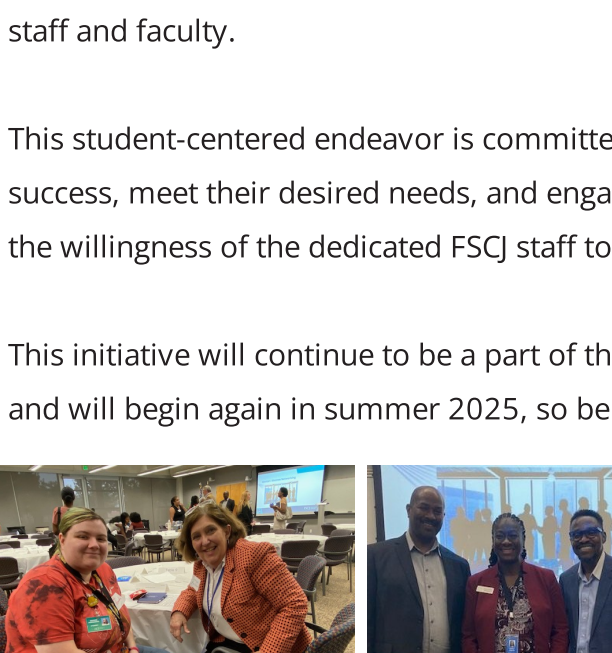 staff and faculty.
This student-centered endeavor is committe
success, meet their desired needs, and enga
the willingness of the dedicated FSCJ staff to
This initiative will continue to be a part of th
and will begin again in summer 2025, so be